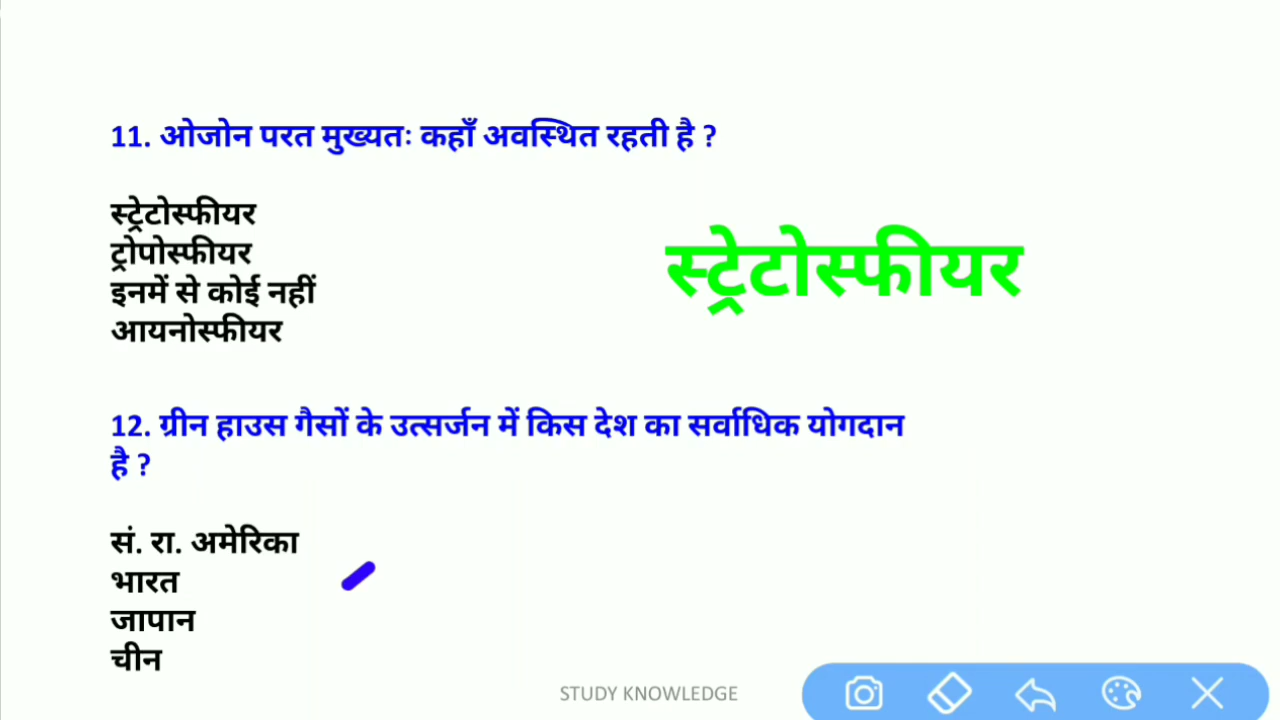 11. ओजोन परत मुख्यतः कहाँ अवस्थित रहती है ?
स्ट्रेटोस्फीयर
ट्रोपोस्फीयर
इनमें से कोई नहीं
आयनोस्फीयर
स्ट्रेटोस्फीयर
12. ग्रीन हाउस गैसों के उत्सर्जन में किस देश का सर्वाधिक योगदान
है ?
सं. रा. अमेरिका
भारत
जापान
चीन
STUDY KNOWLEDGE